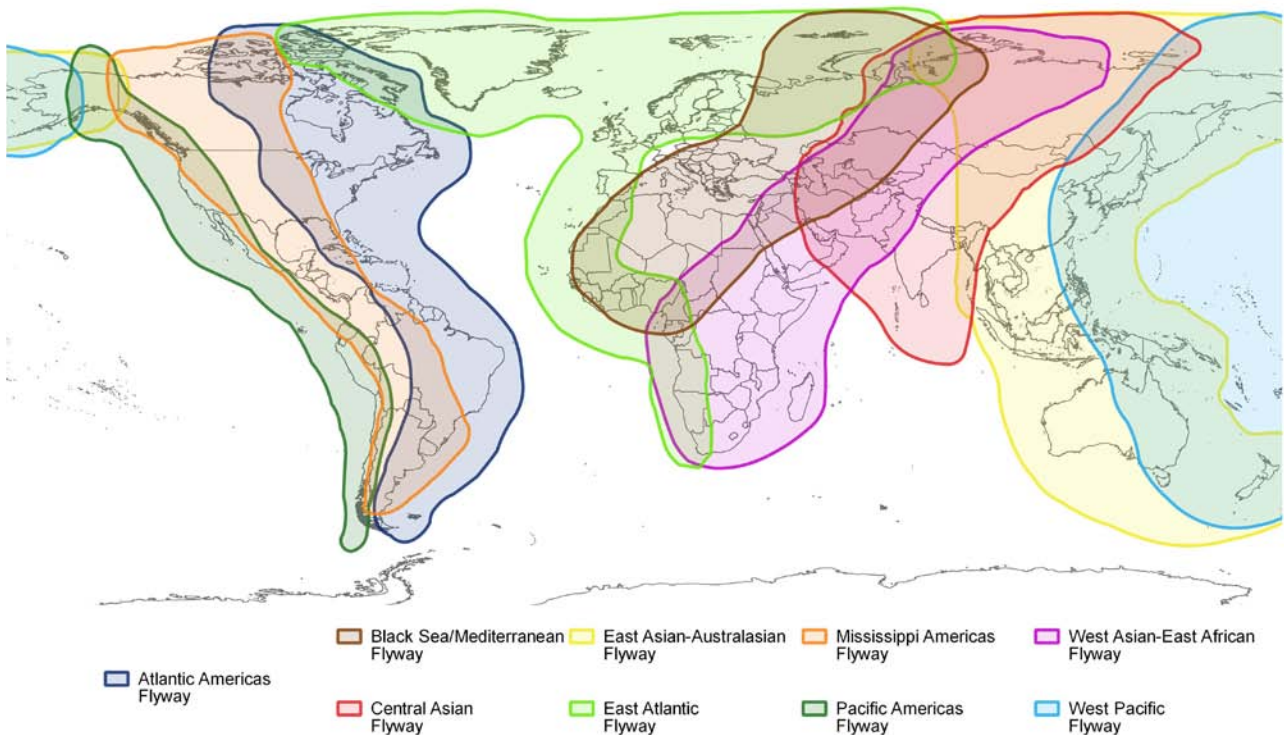 Black Sea/Mediterranean
Flyway
East Asian-Australasian
Flyway
Mississippi Americas
Flyway
West Asian-East African
Flyway
Atlantic Americas
Flyway
Central Asian
Flyway
East Atlantic
Flyway
Pacific Americas
Flyway
West Pacific
Flyway